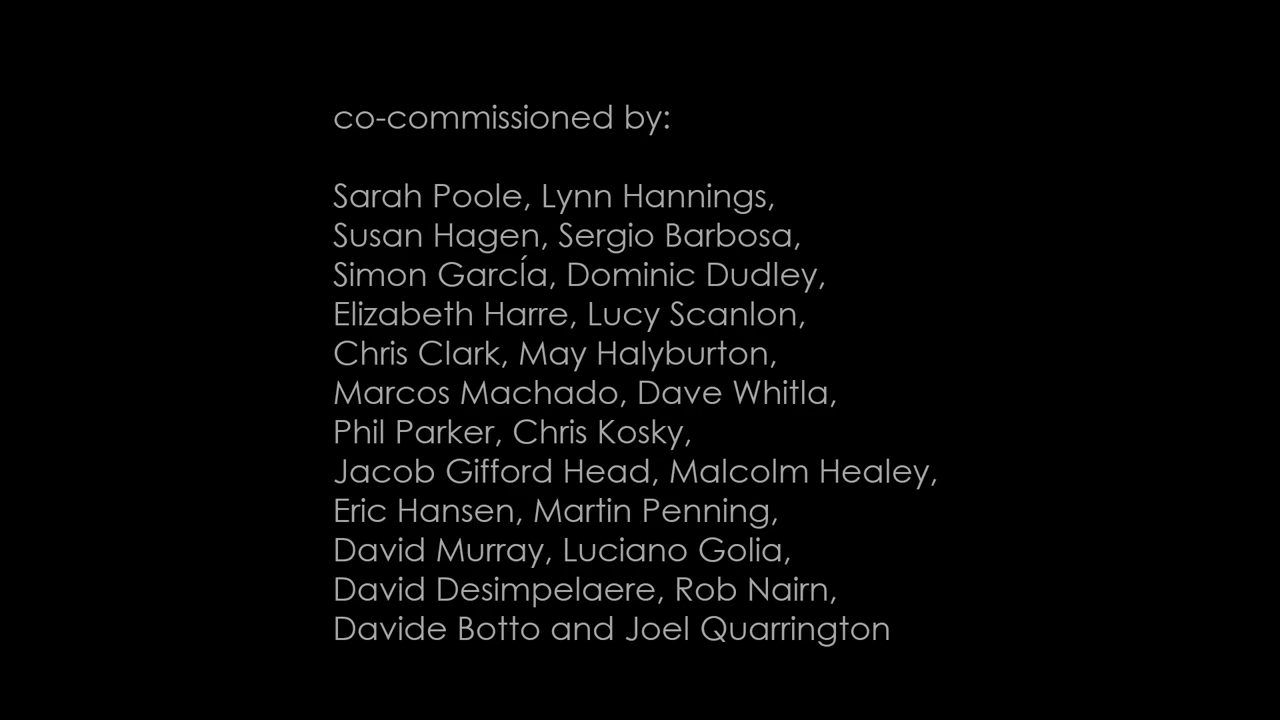 co-commissioned by:
Sarah Poole, Lynn Hannings,
Susan Hagen, Sergio Barbosa,
Simon GarcÍa, Dominic Dudley,
Elizabeth Harre, Lucy Scanlon,
Chris Clark, May Halyburton,
Marcos Machado, Dave Whitla,
Phil Parker, Chris Kosky,
Jacob Gifford Head, Malcolm Healey,
Eric Hansen, Martin Penning,
David Murray, Luciano Golia,
David Desimpelaere, Rob Nairn,
Davide Botto and Joel Quarrington